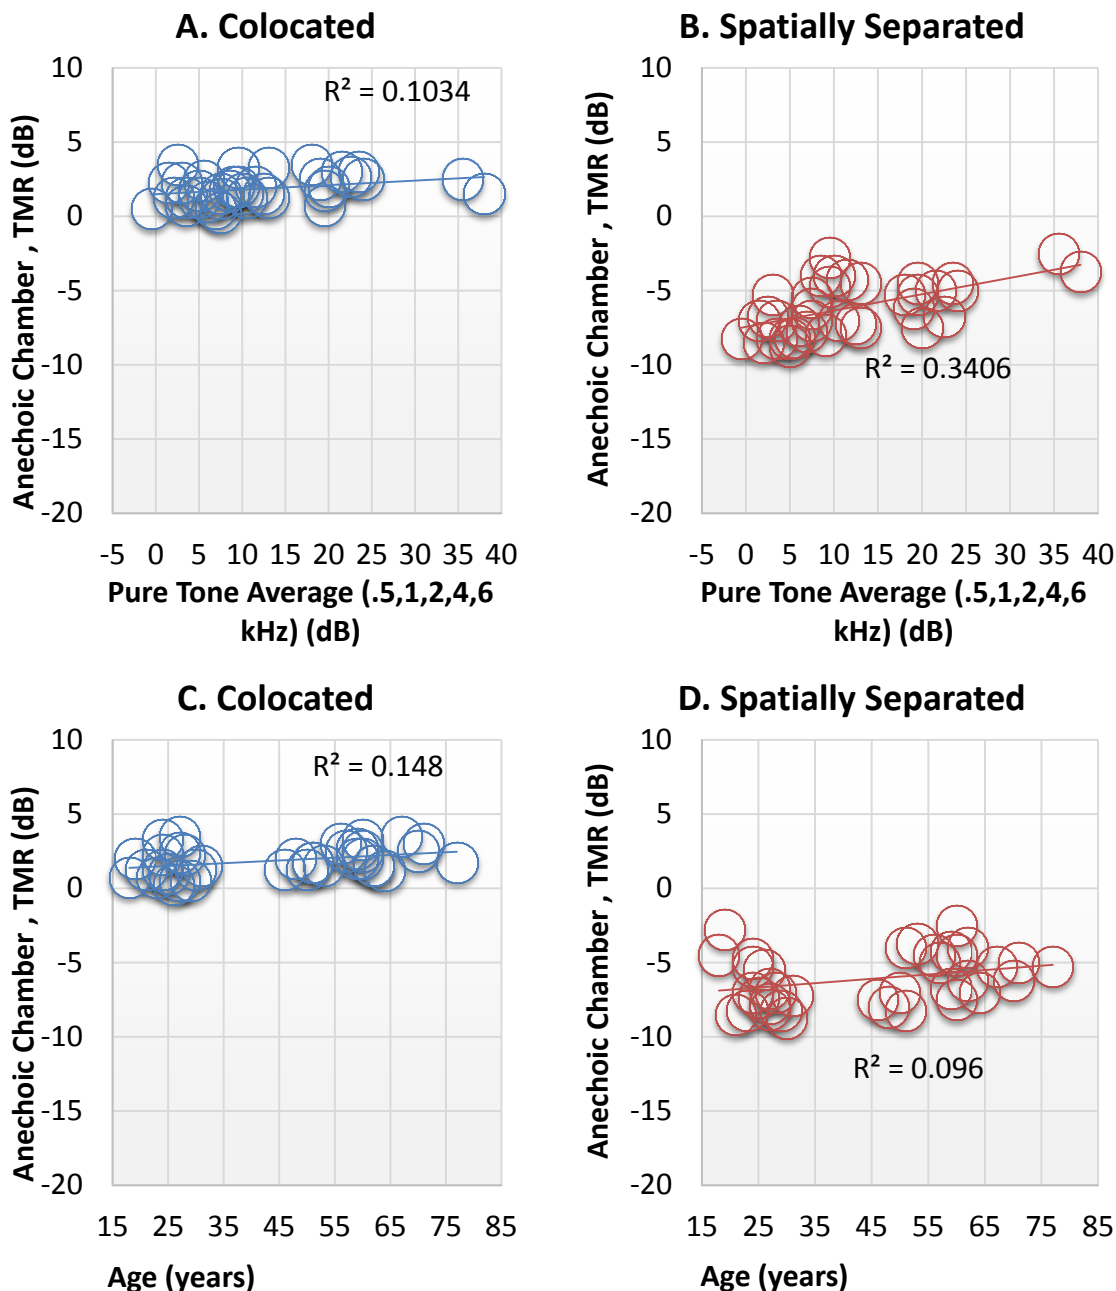 A. Colocated
Anechoic Chamber , TMR (dB)
10
5
0
-5
-10
-15
-20
R² = 0.1034
-5 0 5 10 15 20 25 30 35 40
Pure Tone Average (.5,1,2,4,6
kHz) (dB)
B. Spatially Separated
Anechoic Chamber , TMR (dB)
10
5
0
-5
-10
-15
-20
R² = 0.3406
-5 0 5 10 15 20 25 30 35 40
Pure Tone Average (.5,1,2,4,6
kHz) (dB)
C. Colocated
Anechoic Chamber , TMR (dB)
10
5
0
-5
-10
-15
-20
R² = 0.148
15 25 35 45 55 65 75 85
Age (years)
D. Spatially Separated
Anechoic Chamber , TMR (dB)
10
5
0
-5
-10
-15
-20
R² = 0.096
15 25 35 45 55 65 75 85
Age (years)